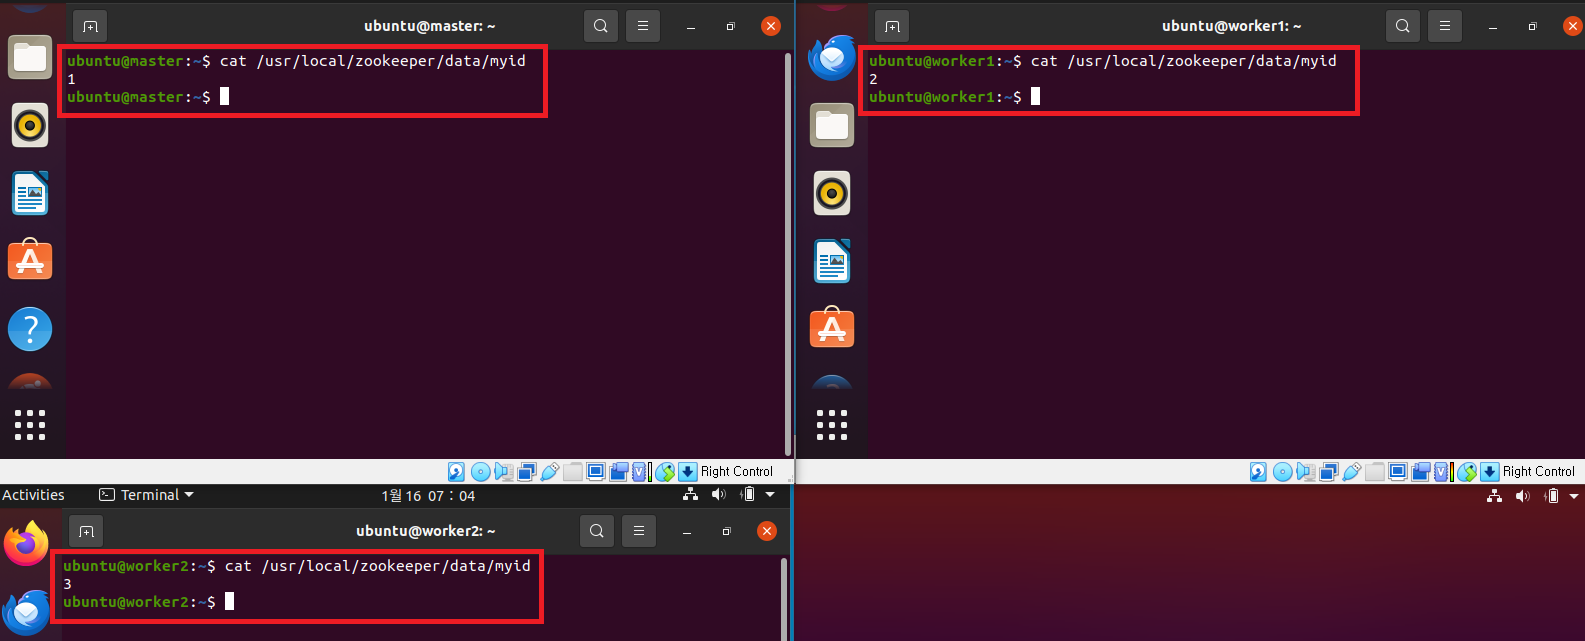 ubuntu@master: ~
ubuntu@master:~$ cat /usr/local/zookeeper/data/myid
1
ubuntu@master:~$
Right Control
ubuntu@worker1: ~
ubuntu@worker1:~$ cat /usr/local/zookeeper/data/myid
2
ubuntu@worker1:~$
Right Control
Activities
Terminal
1월 16 07 : 04
ubuntu@worker2: ~
ubuntu@worker2:~$ cat /usr/local/zookeeper/data/myid
3
ubuntu@worker2:~$